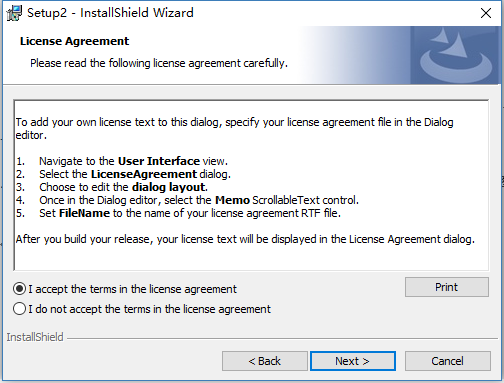 Setup2 - InstallShield Wizard
License Agreement
Please read the following license agreement carefully.
To add your own license text to this dialog, specify your license agreement file in the Dialog
editor.
1. Navigate to the User Interface view.
2. Select the LicenseAgreement dialog.
3. Choose to edit the dialog layout.
4. Once in the Dialog editor, select the Memo ScrollableText control.
5. Set FileName to the name of your license agreement RTF file.
After you build your release, your license text will be displayed in the License Agreement dialog.
I accept the terms in the license agreement
Print
I do not accept the terms in the license agreement
InstallShield
< Back
Next >
Cancel